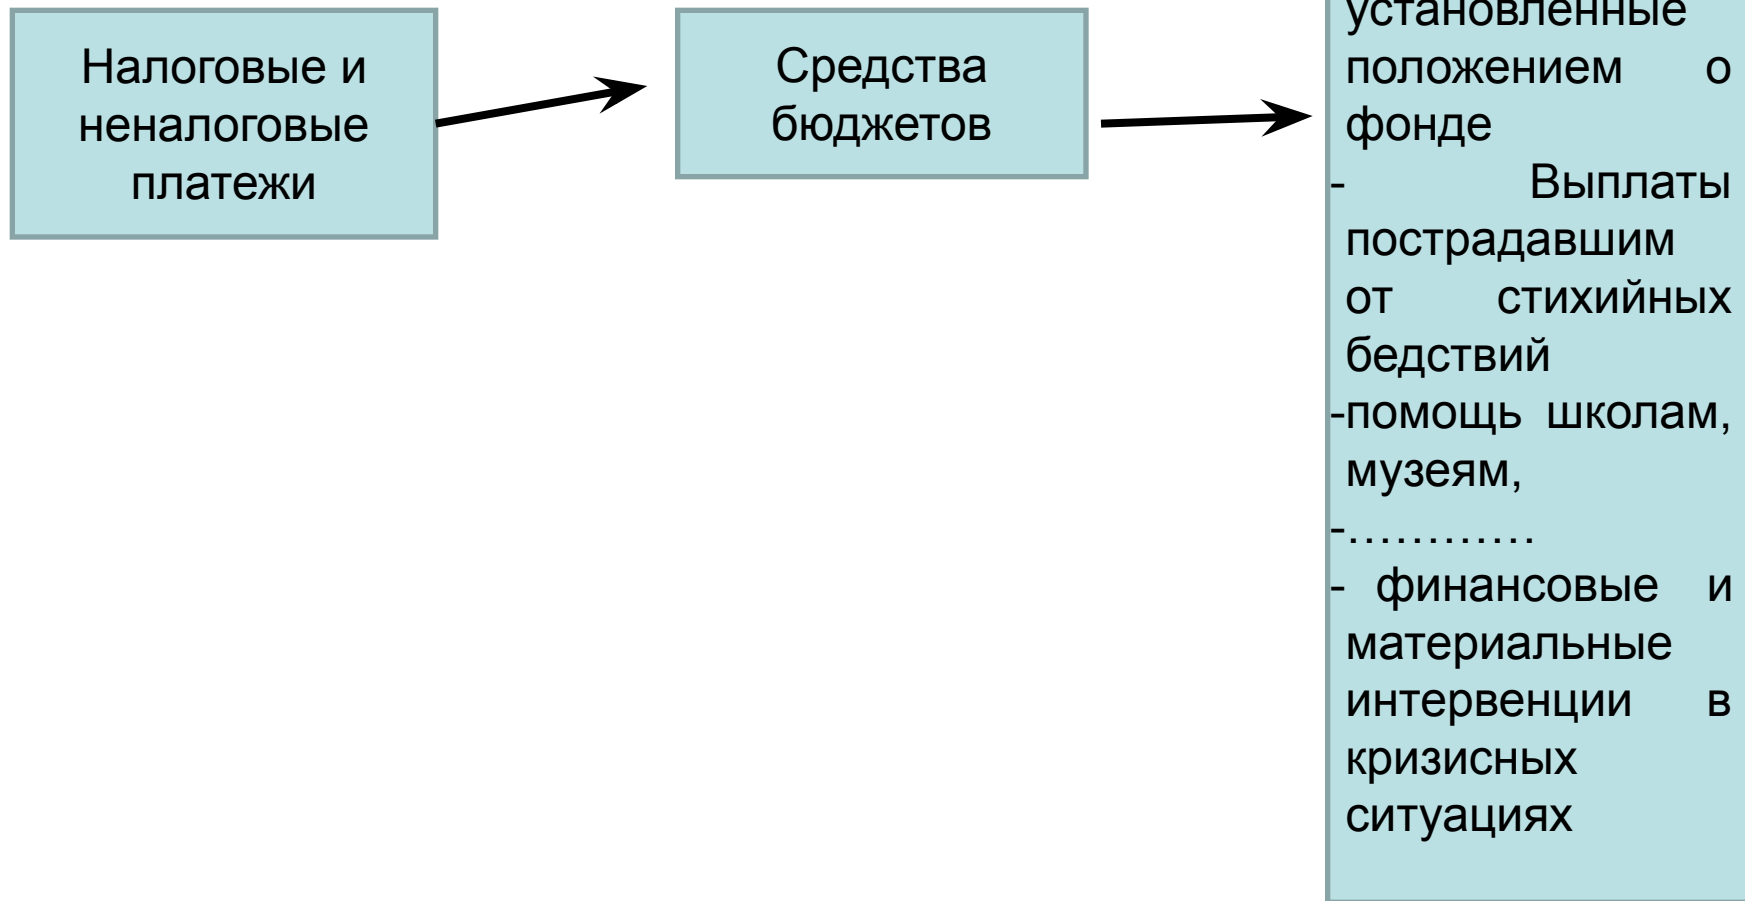 Налоговые и
неналоговые
платежи
Средства
бюджетов
установленные
положением о
фонде
- Выплаты
пострадавшим
от стихийных
бедствий
-помощь школам,
музеям,
-…………
- финансовые и
материальные
интервенции в
кризисных
ситуациях